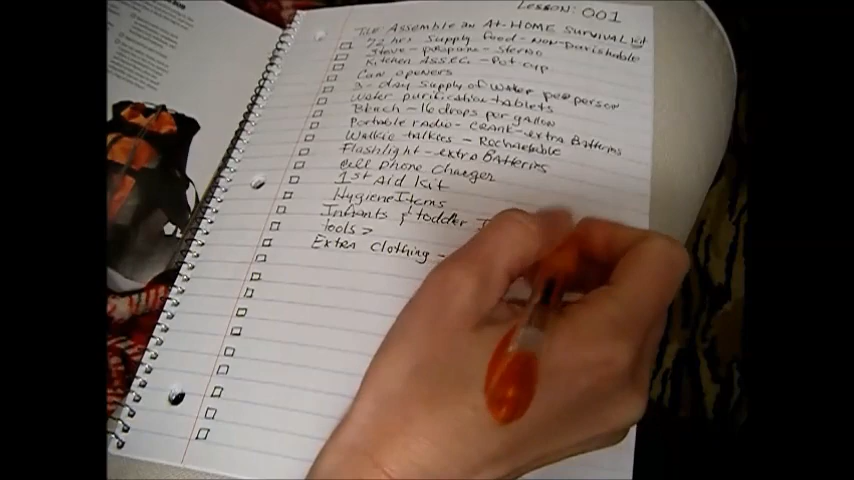 Lesson: 001
Title: Assemble an At-Home Survival Kit
72 hrs supply food - non-parishable
Stove - propane - sterno
Kitchen Assec. - Pot-cup
Can openers
3-day supply of water per person
Water purification tablets
Bleach - 16 drops per gallon
Portable radio - crank - extra Batteries
Walkie talkies - Rechargable
Flashlight - extra Batteries
Cell phone charger
1st Aid Kit
Hygiene Items
Infants & toddler
tools =
Extra clothing -